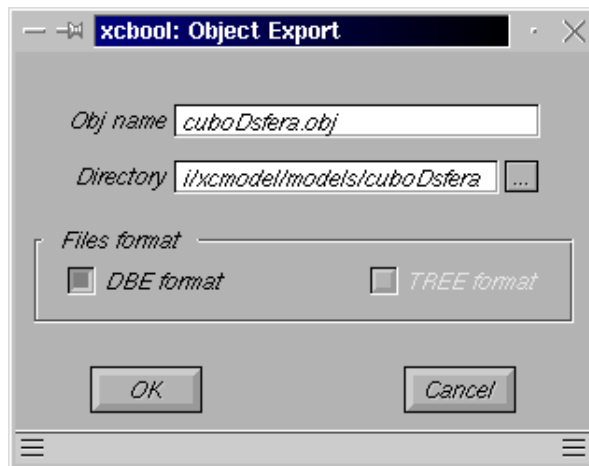 xcbool: Object Export
Obj name cuboDsfera.obj
Directory i/xcmodel/models/cuboDsfera ...
Files format
DBE format TREE format
OK Cancel